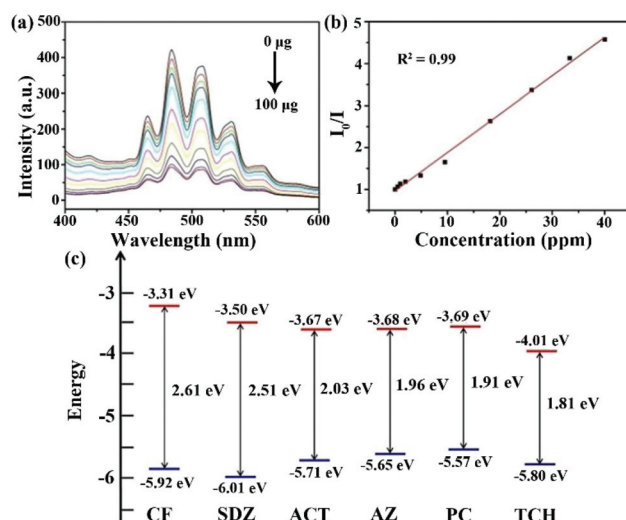 (a)
500
400
300
200
100
0
Intensity (a.u.)
0 μg
100 μg
400 450 500 550 600
Wavelength (nm)
(b)
6
5
4
3
2
1
0
I0/I
R² = 0.99
0 10 20 30 40
Concentration (ppm)
(c)
Energy
-3
-4
-5
-6
-3.31 eV
-3.50 eV
-3.67 eV
-3.68 eV
-3.69 eV
-4.01 eV
2.61 eV
2.51 eV
2.03 eV
1.96 eV
1.91 eV
1.81 eV
-5.92 eV
-6.01 eV
-5.71 eV
-5.65 eV
-5.57 eV
-5.80 eV
CF SDZ ACT AZ PC TCH